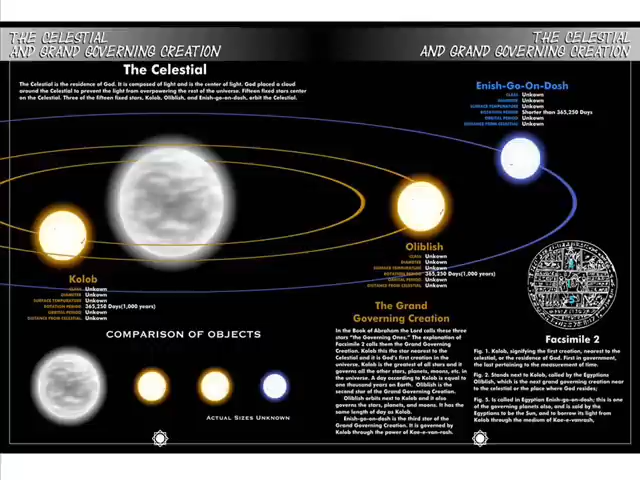 THE CELESTIAL
AND GRAND GOVERNING CREATION
THE CELESTIAL
AND GRAND GOVERNING CREATION
The Celestial
The Celestial is the residence of God. It is composed of light and is the center of light. God placed a cloud
around the Celestial to prevent the light from overpowering the rest of the universe. Fifteen fixed stars center
on the Celestial. Three of the fifteen fixed stars, Kolob, Oliblish, and Enish-go-on-dosh, orbit the Celestial.
Enish-Go-On-Dosh
CLASS Unkown
DIAMETER Unkown
SURFACE TEMPURATURE Unkown
ROTATION PERIOD Shorter than 365,250 Days
ORBITAL PERIOD Unkown
DISTANCE FROM CELESTIAL Unkown
Oliblish
CLASS Unkown
DIAMETER Unkown
SURFACE TEMPURATURE Unkown
ROTATION PERIOD 365,250 Days(1,000 years)
ORBITAL PERIOD Unkown
DISTANCE FROM CELESTIAL Unkown
Kolob
CLASS Unkown
DIAMETER Unkown
SURFACE TEMPURATURE Unkown
ROTATION PERIOD 365,250 Days(1,000 years)
ORBITAL PERIOD Unkown
DISTANCE FROM CELESTIAL Unkown
COMPARISON OF OBJECTS
ACTUAL SIZES UNKNOWN
The Grand
Governing Creation
In the Book of Abraham the Lord calls these three
stars "the Governing Ones." The explanation of
Facsimile 2 calls them the Grand Governing
Creation. Kolob this the star nearest to the
celestial and it is God's first creation in the
universe. Kolob is the greatest of all stars and it
governs all the other stars, planets, moons, etc. in
the universe. A day according to Kolob is equal to
one thousand years on Earth. Oliblish is the
second star of the Grand Governing Creation.
Oliblish orbits next to Kolob and it also
governs the stars, planets, and moons. It has the
same length of day as Kolob.
Enish-go-on-dosh is the third star of the
Grand Governing Creation. It is governed by
Kolob through the power of Kae-e-van-rash.
1
2
5
Facsimile 2
Fig. 1. Kolob, signifying the first creation, nearest to the
celestial, or the residence of God. First in government,
the last pertaining to the measurement of time.
Fig. 2. Stands next to Kolob, called by the Egyptians
Oliblish, which is the next grand governing creation near
to the celestial or the place where God resides;
Fig. 5. Is called in Egyptian Enish-go-on-dosh; this is one
of the governing planets also, and is said by the
Egyptians to be the Sun, and to borrow its light from
Kolob through the medium of Kae-e-vanrash,